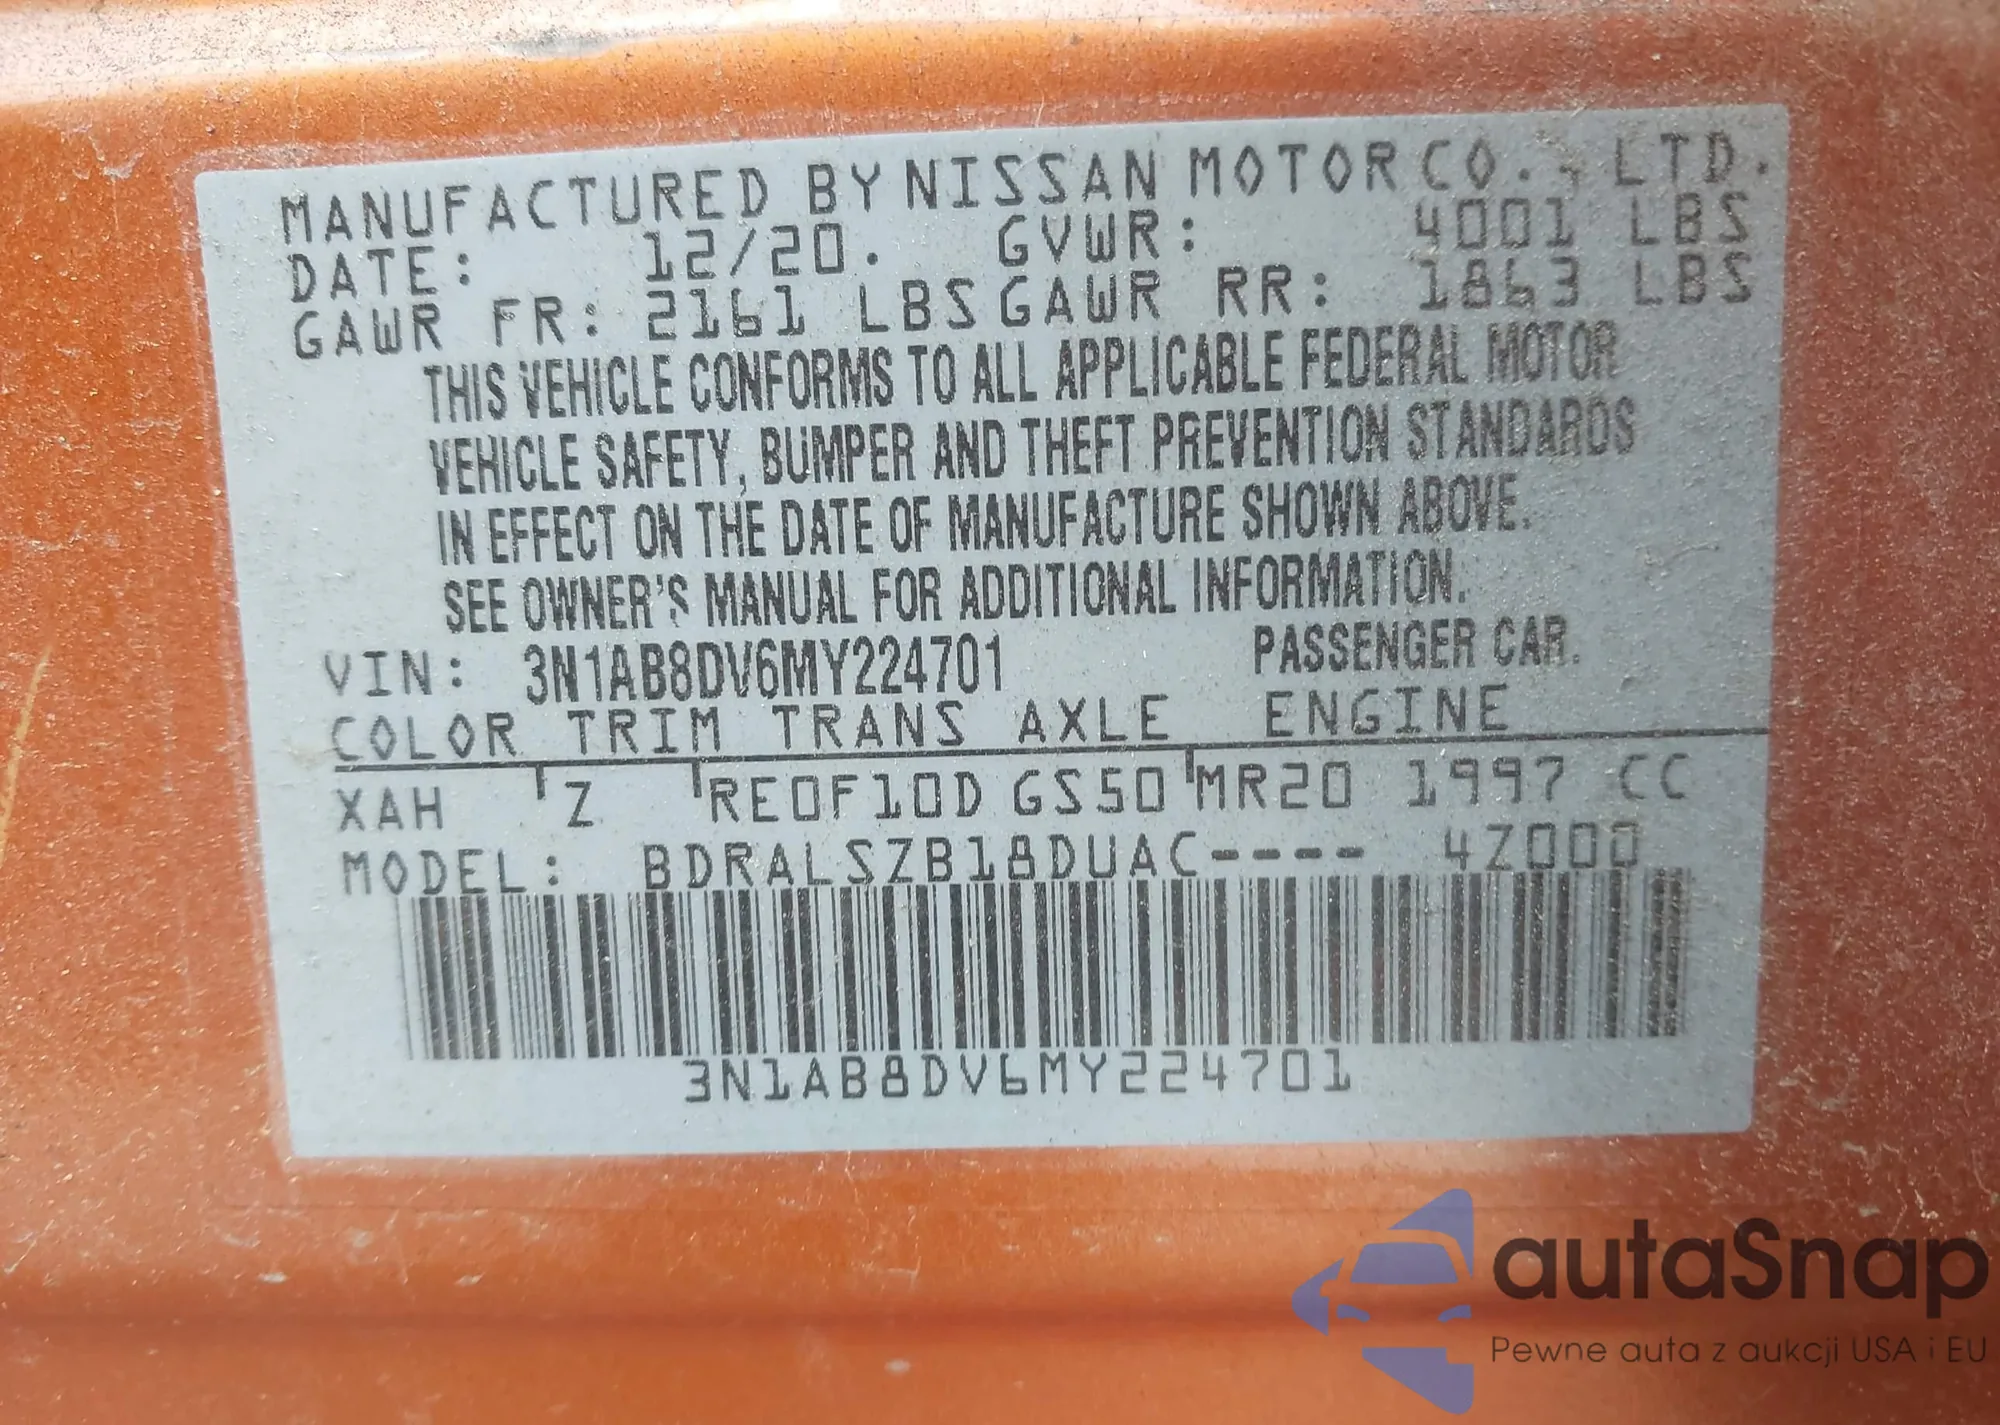 MANUFACTURED BY NISSAN MOTOR CO., LTD.
DATE: 12/20. GVWR: 4001 LBS
GAWR FR: 2161 LBS GAWR RR: 1863 LBS
THIS VEHICLE CONFORMS TO ALL APPLICABLE FEDERAL MOTOR
VEHICLE SAFETY, BUMPER AND THEFT PREVENTION STANDARDS
IN EFFECT ON THE DATE OF MANUFACTURE SHOWN ABOVE.
SEE OWNER'S MANUAL FOR ADDITIONAL INFORMATION.
VIN: 3N1AB8DV6MY224701 PASSENGER CAR.
COLOR TRIM TRANS AXLE ENGINE
XAH Z RE0F10D GS50 MR20 1997 CC
MODEL: BDRALSZB18DUAC---- 4Z000
3N1AB8DV6MY224701
autaSnap
Pewne auta z aukcji USA i EU